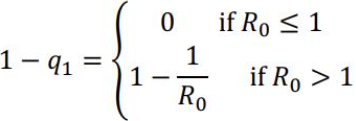 1 − q₁ = { 0 if R₀ ≤ 1
1 − 1/R₀ if R₀ > 1